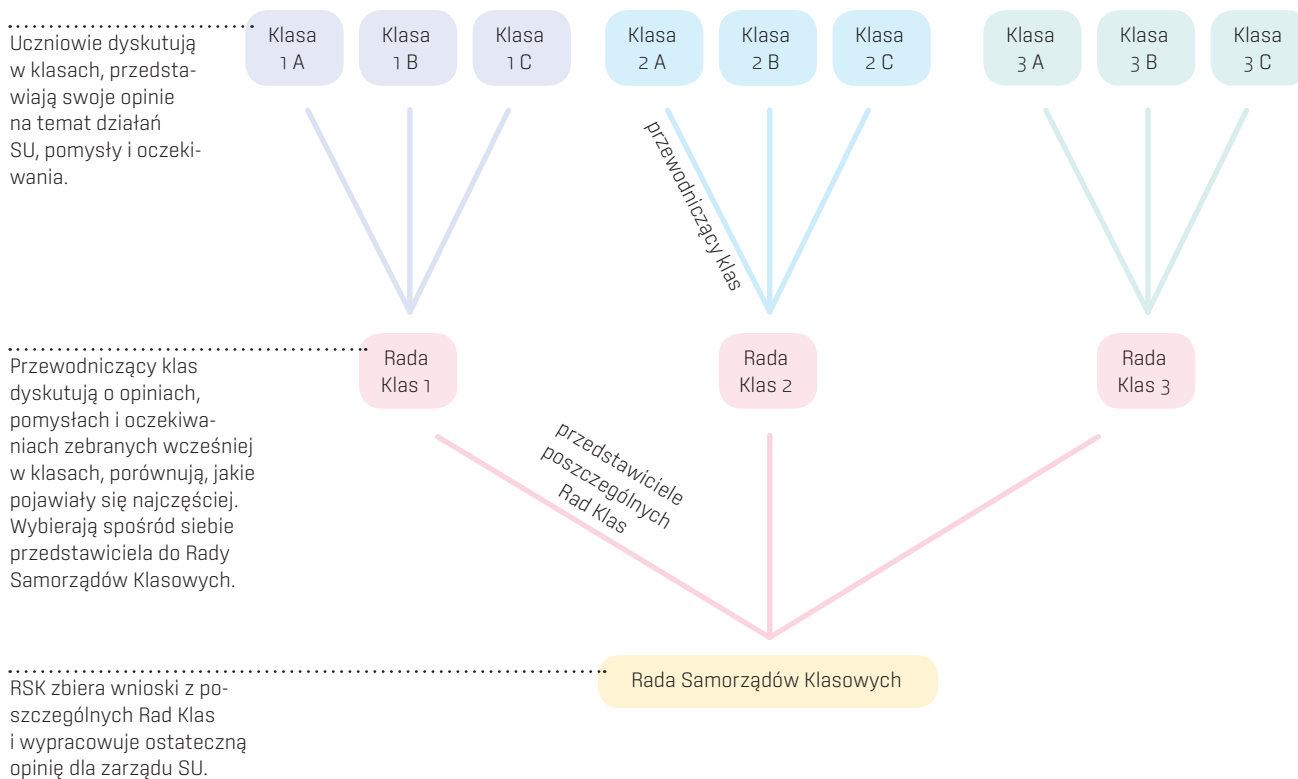 Klasa
1 A
Klasa
1 B
Klasa
1 C
Klasa
2 A
Klasa
2 B
Klasa
2 C
Klasa
3 A
Klasa
3 B
Klasa
3 C
Uczniowie dyskutują
w klasach, przedsta-
wiają swoje opinie
na temat działań
SU, pomysły i oczeki-
wania.
przewodniczący klas
Rada
Klas 1
Rada
Klas 2
Rada
Klas 3
Przewodniczący klas
dyskutują o opiniach,
pomysłach i oczekiwa-
niach zebranych wcześniej
w klasach, porównują, jakie
pojawiały się najczęściej.
Wybierają spośród siebie
przedstawiciela do Rady
Samorządów Klasowych.
przedstawiciele
poszczególnych
Rad Klas
Rada Samorządów Klasowych
RSK zbiera wnioski z po-
szczególnych Rad Klas
i wypracowuje ostateczną
opinię dla zarządu SU.